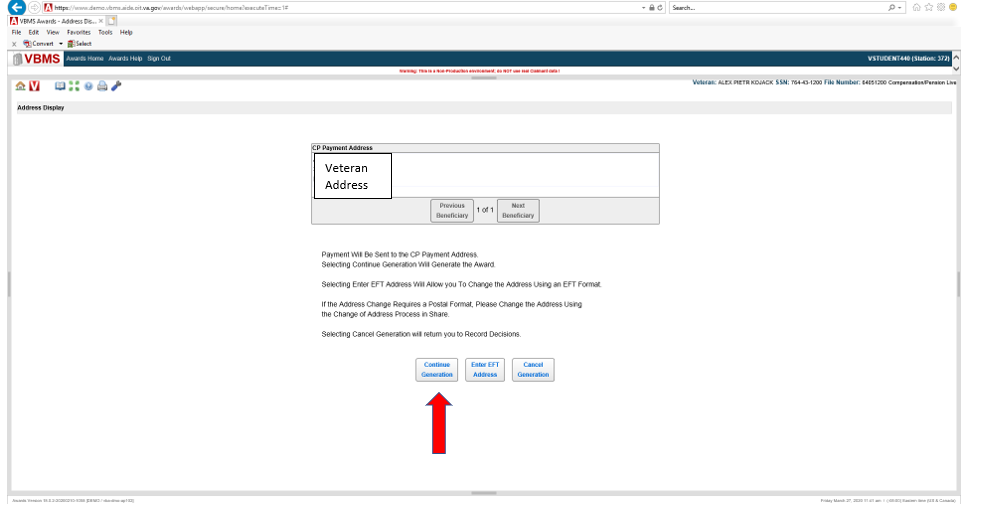 https://www.demo.vbms.aide.oit.va.gov/awards/webapp/secure/home?executaTime=1#
Search...
VBMS Awards - Address Dis...
File Edit View Favorites Tools Help
x Convert Select
VBMS Awards Home Awards Help Sign Out VSTUDENT440 (Station: 372)
Warning: This is a Non-Production environment: do NOT use real Claimant data !
Veteran: ALEX PIETR KOJACK SSN: 764-43-1200 File Number: Compensation/Pension Live
Address Display
CP Payment Address
Veteran
Address
Previous
Beneficiary
1 of 1
Next
Beneficiary
Payment Will Be Sent to the CP Payment Address.
Selecting Continue Generation Will Generate the Award.
Selecting Enter EFT Address Will Allow you To Change the Address Using an EFT Format.
If the Address Change Requires a Postal Format, Please Change the Address Using
the Change of Address Process in Share.
Selecting Cancel Generation will return you to Record Decisions.
Continue
Generation
Enter EFT
Address
Cancel
Generation
Awards Version
Friday March 27, 2020 11:41 am